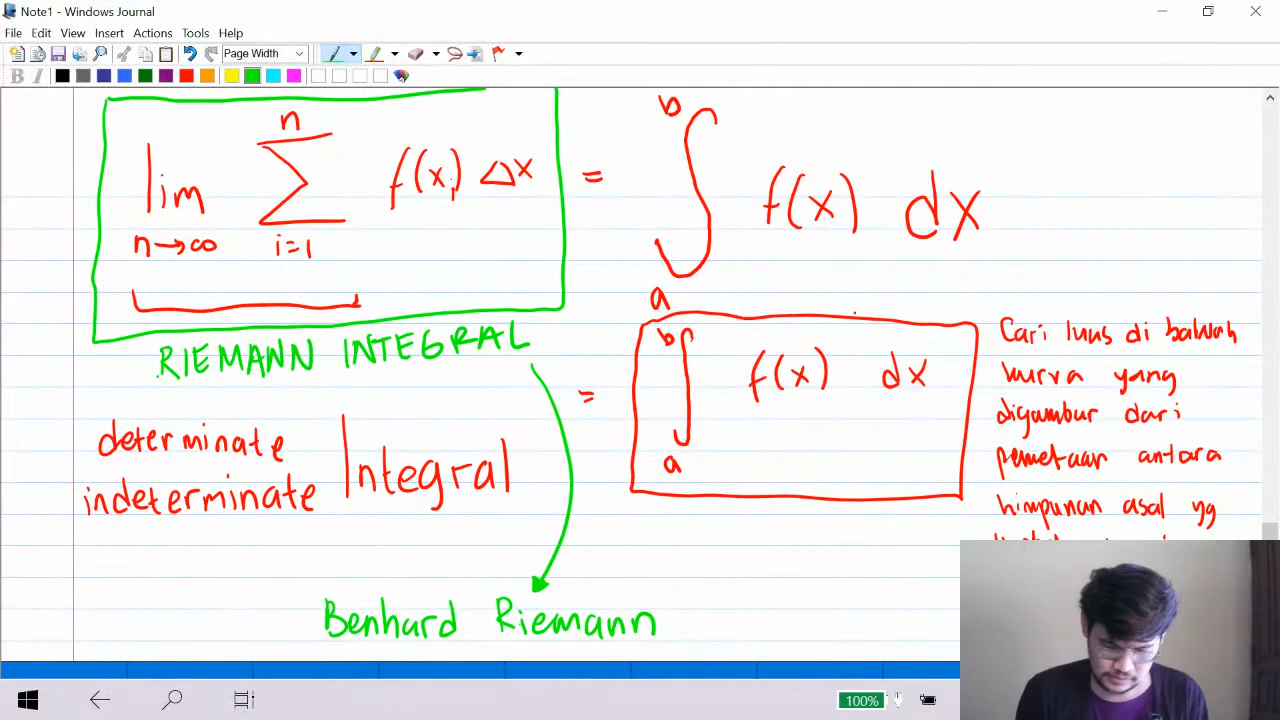 Note1 - Windows Journal
File Edit View Insert Actions Tools Help
Page Width
B I
lim n→∞ n Σ i=1 f(xᵢ) Δx = b ∫ a f(x) dx
RIEMANN INTEGRAL
= b ∫ a f(x) dx
Cari luas di bawah
kurva yang
digambar dari
pemetaan antara
himpunan asal yg
determinate
indeterminate
Integral
Benhard Riemann
100%